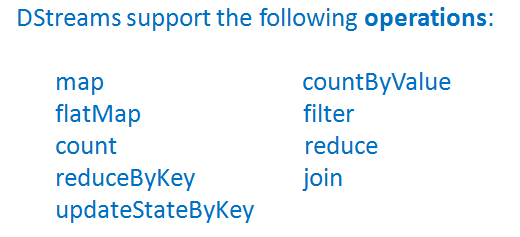 DStreams support the following operations:
map countByValue
flatMap filter
count reduce
reduceByKey join
updateStateByKey